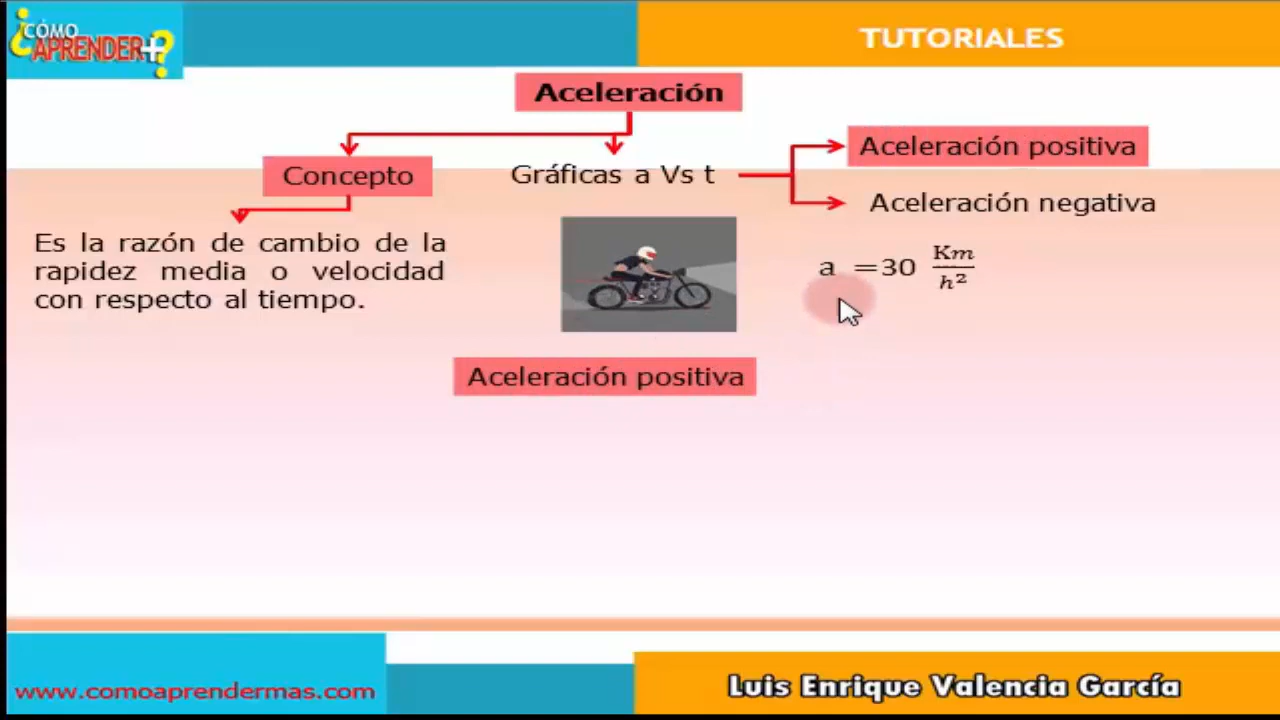 ¿CÓMO
APRENDER+?
TUTORIALES
Aceleración
Concepto
Gráficas a Vs t
Aceleración positiva
Aceleración negativa
Es la razón de cambio de la
rapidez media o velocidad
con respecto al tiempo.
a =30 Km/h²
Aceleración positiva
www.comoaprendermas.com
Luis Enrique Valencia García